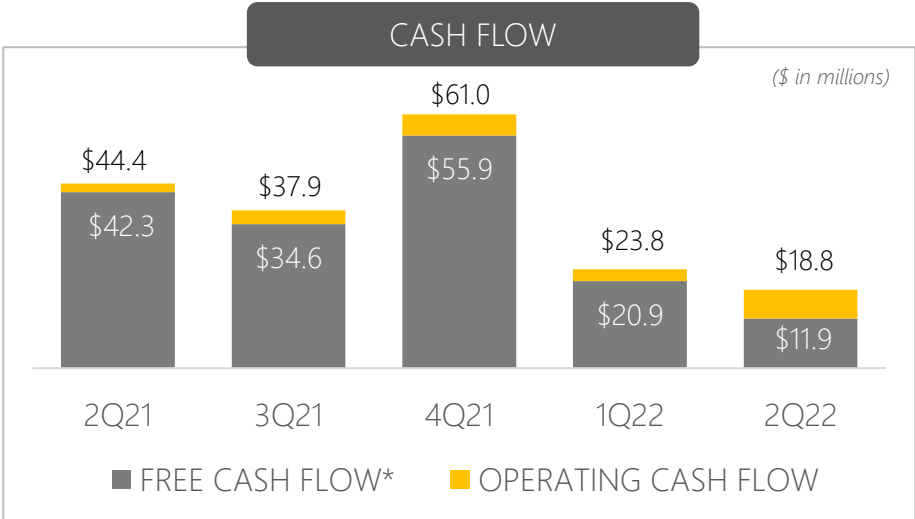 CASH FLOW
($ in millions)
$44.4
$42.3
$37.9
$34.6
$61.0
$55.9
$23.8
$20.9
$18.8
$11.9
2Q21 3Q21 4Q21 1Q22 2Q22
FREE CASH FLOW* OPERATING CASH FLOW